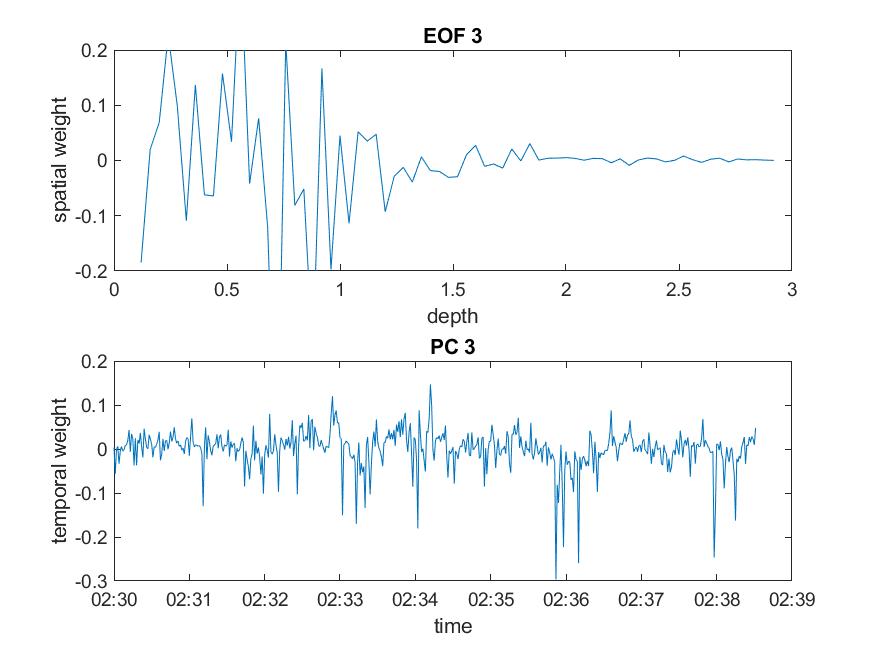 EOF 3
0.2
0.1
0
-0.1
-0.2
spatial weight
0 0.5 1 1.5 2 2.5 3
depth
PC 3
0.2
0.1
0
-0.1
-0.2
-0.3
temporal weight
02:30 02:31 02:32 02:33 02:34 02:35 02:36 02:37 02:38 02:39
time